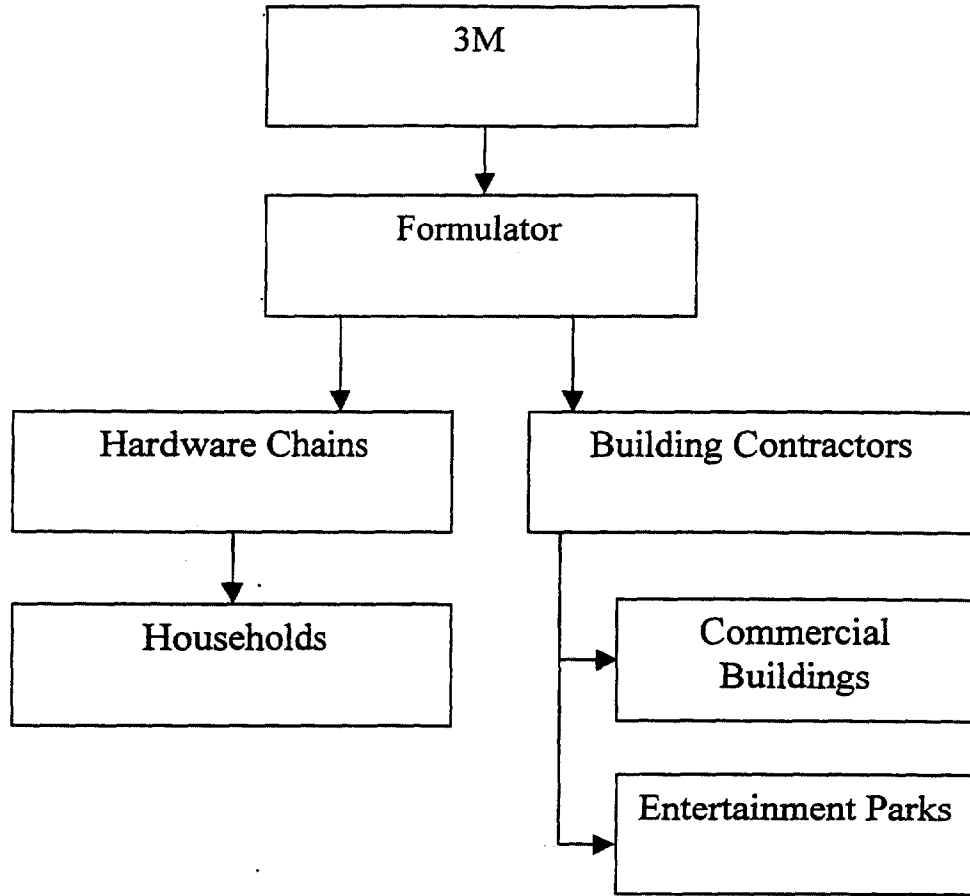 3M
Formulator
Hardware Chains
Building Contractors
Households
Commercial
Buildings
Entertainment Parks